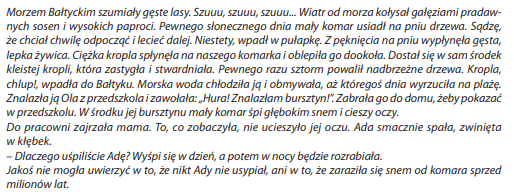 Morzem Bałtyckim szumiały gęste lasy. Szuuu, szuuu, szuuu... Wiatr od morza kołysał gałęziami pradaw-
nych sosen i wysokich paproci. Pewnego słonecznego dnia mały komar usiadł na pniu drzewa. Sądzę,
że chciał chwilę odpocząć i lecieć dalej. Niestety, wpadł w pułapkę. Z pęknięcia na pniu wypłynęła gęsta,
lepka żywica. Ciężka kropla spłynęła na naszego komarka i oblepiła go dookoła. Dostał się w sam środek
kleistej kropli, która zastygła i stwardniała. Pewnego razu sztorm powalił nadbrzeżne drzewa. Kropla,
chlup!, wpadła do Bałtyku. Morska woda chłodziła ją i obmywała, aż któregoś dnia wyrzuciła na plażę.
Znalazła ją Ola z przedszkola i zawołała: „Hura! Znalazłam bursztyn!”. Zabrała go do domu, żeby pokazać
w przedszkolu. W środku jej bursztynu mały komar śpi głębokim snem i cieszy oczy.
Do pracowni zajrzała mama. To, co zobaczyła, nie ucieszyło jej oczu. Ada smacznie spała, zwinięta
w kłębek.
– Dlaczego uśpiliście Adę? Wyśpi się w dzień, a potem w nocy będzie rozrabiała.
Jakoś nie mogła uwierzyć w to, że nikt Ady nie usypiał, ani w to, że zaraziła się snem od komara sprzed
milionów lat.